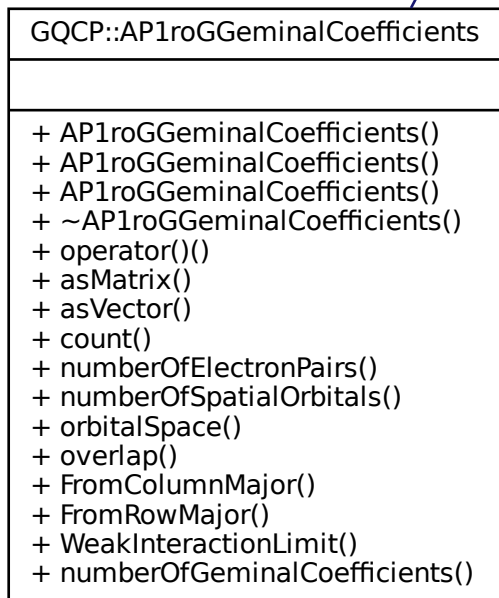 GQCP::AP1roGGeminalCoefficients
+ AP1roGGeminalCoefficients()
+ AP1roGGeminalCoefficients()
+ AP1roGGeminalCoefficients()
+ ~AP1roGGeminalCoefficients()
+ operator()()
+ asMatrix()
+ asVector()
+ count()
+ numberOfElectronPairs()
+ numberOfSpatialOrbitals()
+ orbitalSpace()
+ overlap()
+ FromColumnMajor()
+ FromRowMajor()
+ WeakInteractionLimit()
+ numberOfGeminalCoefficients()